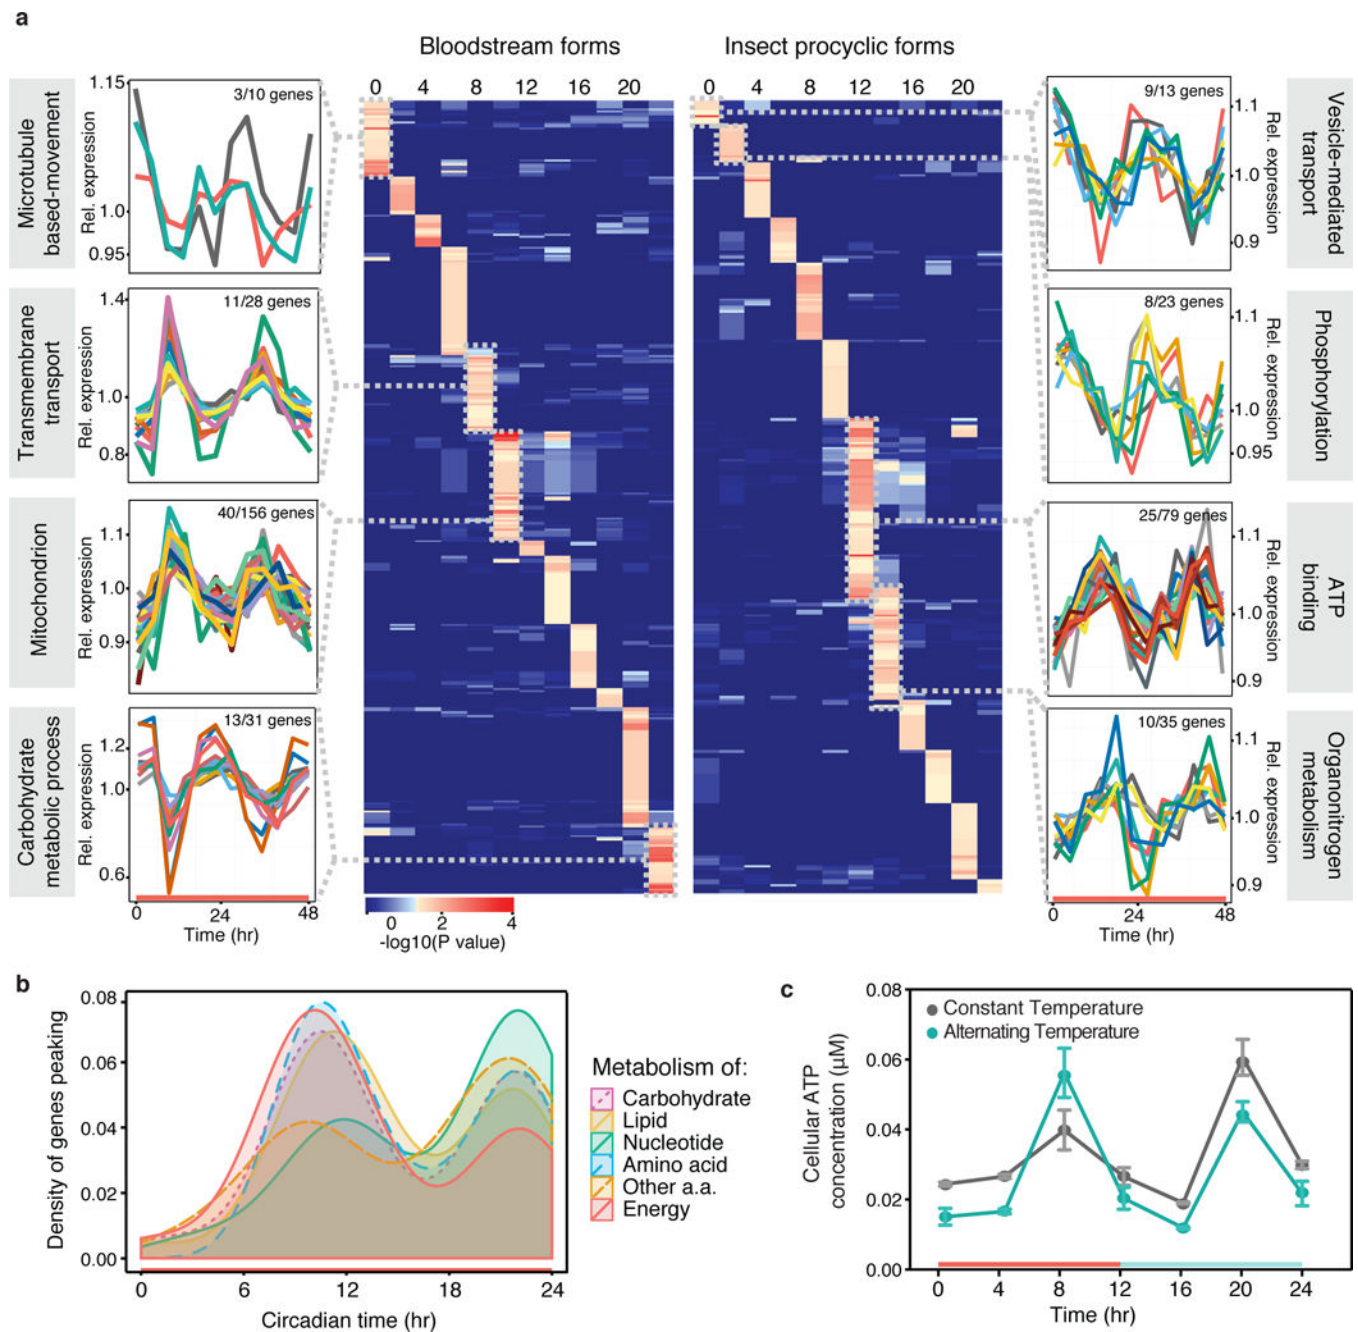 a
Bloodstream forms
Insect procyclic forms
0 4 8 12 16 20
0 4 8 12 16 20
Microtubule
based-movement
Rel. expression
1.15
1.0
0.95
3/10 genes
Transmembrane
transport
Rel. expression
1.4
1.0
0.8
11/28 genes
Mitochondrion
Rel. expression
1.1
1.0
0.9
40/156 genes
Carbohydrate
metabolic process
Rel. expression
1.2
1.0
0.6
13/31 genes
0 24 48
Time (hr)
0 2 4
-log10(P value)
9/13 genes
1.1
1.0
0.9
Rel. expression
Vesicle-mediated
transport
8/23 genes
1.1
1.0
0.95
Rel. expression
Phosphorylation
25/79 genes
1.1
1.0
0.9
Rel. expression
ATP
binding
10/35 genes
1.1
1.0
0.9
Rel. expression
Organonitrogen
metabolism
0 24 48
Time (hr)
b
Density of genes peaking
0.08
0.06
0.04
0.02
0.00
0 6 12 18 24
Circadian time (hr)
Metabolism of:
Carbohydrate
Lipid
Nucleotide
Amino acid
Other a.a.
Energy
c
Cellular ATP
concentration (µM)
0.08
0.06
0.04
0.02
0.00
Constant Temperature
Alternating Temperature
0 4 8 12 16 20 24
Time (hr)